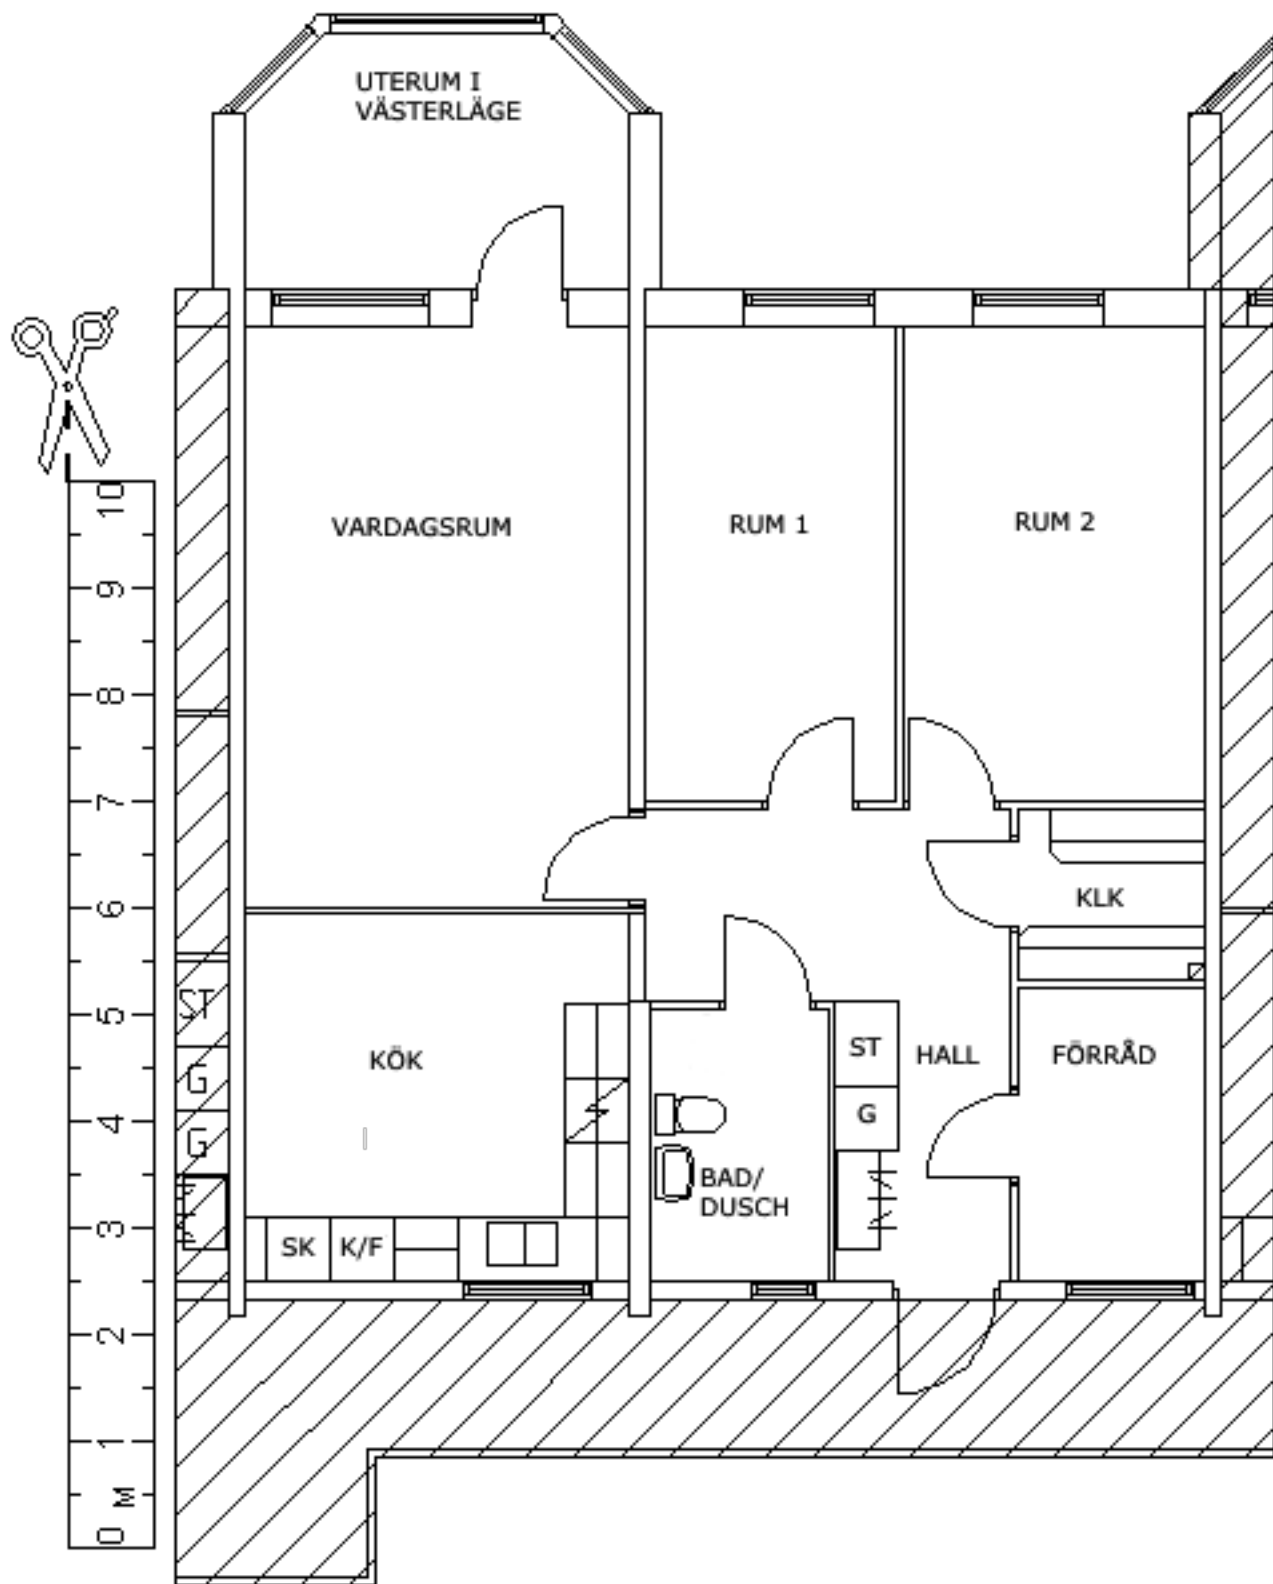 UTERUM I
VÄSTERLÄGE
VARDAGSRUM
RUM 1
RUM 2
KLK
KÖK
ST
G
HALL
FÖRRÅD
BAD/
DUSCH
SK
K/F
ST
G
G
10
9
8
7
6
5
4
3
2
1
M
0